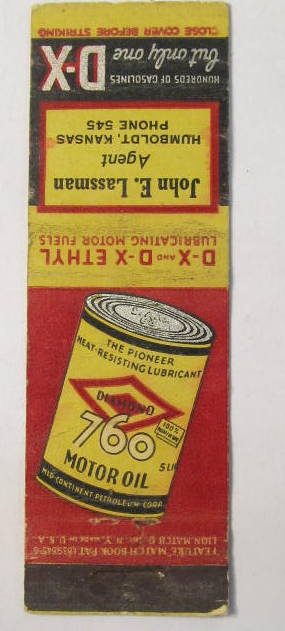 CLOSE COVER BEFORE STRIKING
HUNDREDS OF GASOLINES
but only one
D-X
John E. Lassman
Agent
HUMBOLDT, KANSAS
PHONE 545
D-X AND D-X ETHYL
LUBRICATING MOTOR FUELS
THE PIONEER
HEAT-RESISTING LUBRICANT
DIAMOND
760
100%
MOTOR OIL
MID-CONTINENT PETROLEUM CORP.
FEATURE MATCH BOOK PAT.
LION MATCH CO., INC. N.Y. MADE IN U.S.A.